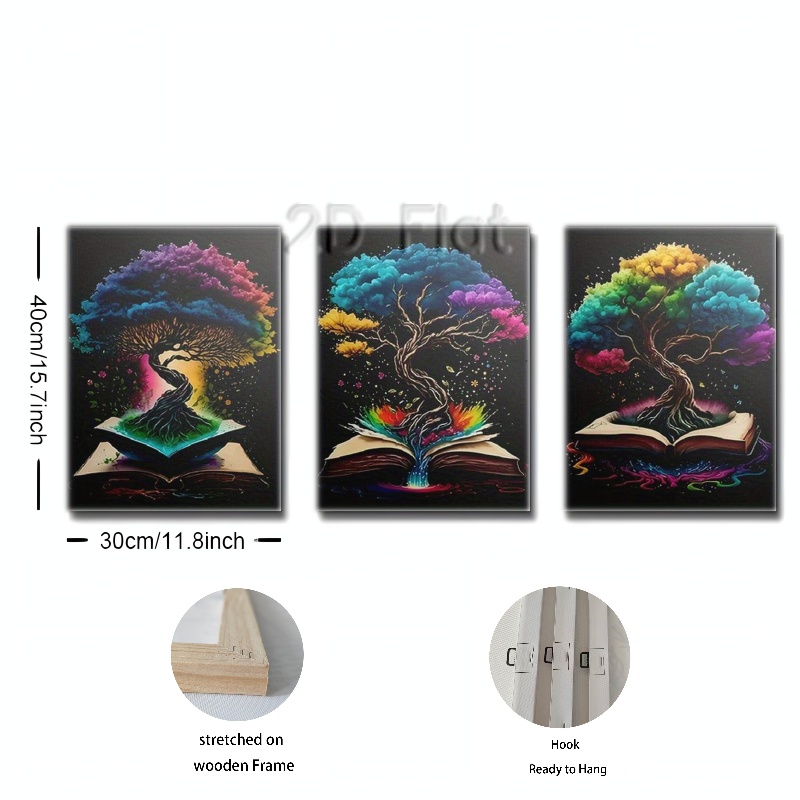 2D Flat
40cm/15.7inch
30cm/11.8inch
stretched on
wooden Frame
Hook
Ready to Hang